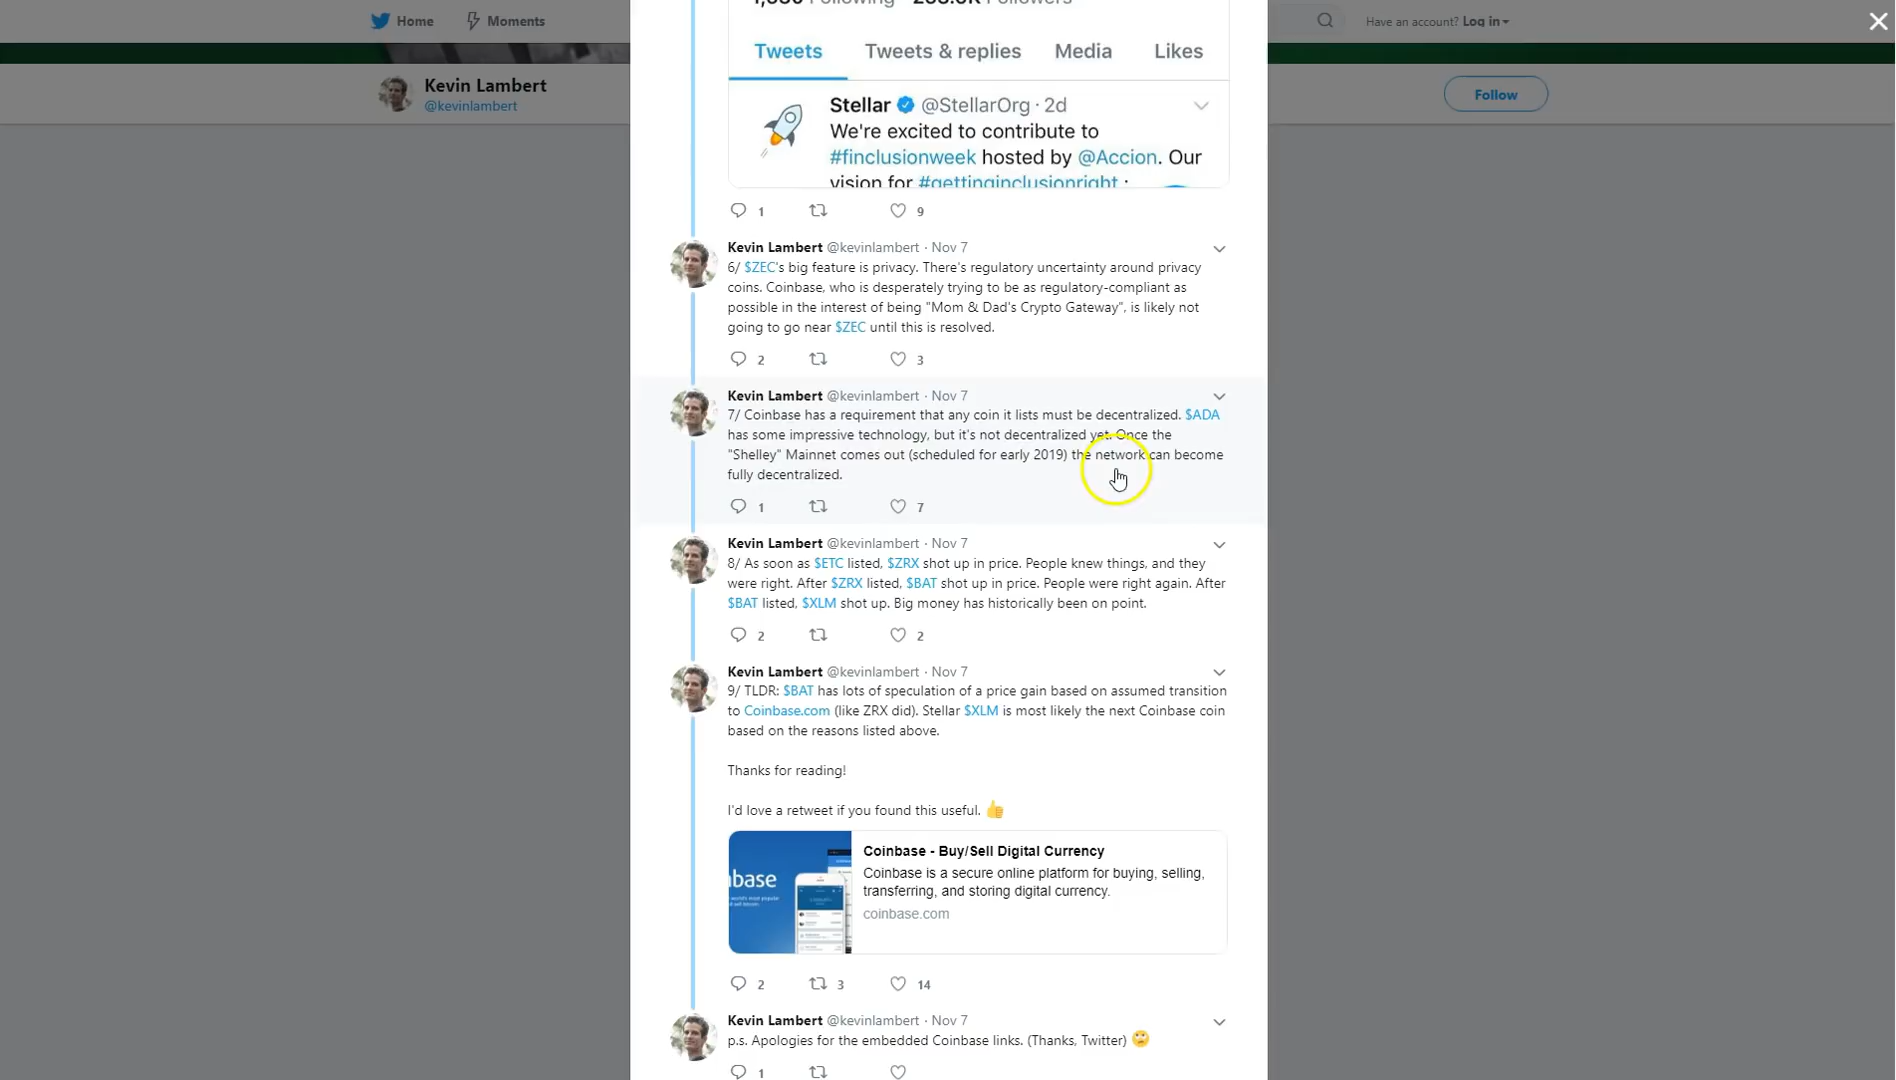 Home
Moments
Have an account? Log in
Kevin Lambert
@kevinlambert
Follow
Following
Followers
Tweets
Tweets & replies
Media
Likes
Stellar @StellarOrg · 2d
We're excited to contribute to
#finclusionweek hosted by @Accion. Our
vision for #gettinginclusionright :
1
9
Kevin Lambert @kevinlambert · Nov 7
6/ $ZEC's big feature is privacy. There's regulatory uncertainty around privacy
coins. Coinbase, who is desperately trying to be as regulatory-compliant as
possible in the interest of being "Mom & Dad's Crypto Gateway", is likely not
going to go near $ZEC until this is resolved.
2
3
Kevin Lambert @kevinlambert · Nov 7
7/ Coinbase has a requirement that any coin it lists must be decentralized. $ADA
has some impressive technology, but it's not decentralized yet. Once the
"Shelley" Mainnet comes out (scheduled for early 2019) the network can become
fully decentralized.
1
7
Kevin Lambert @kevinlambert · Nov 7
8/ As soon as $ETC listed, $ZRX shot up in price. People knew things, and they
were right. After $ZRX listed, $BAT shot up in price. People were right again. After
$BAT listed, $XLM shot up. Big money has historically been on point.
2
2
Kevin Lambert @kevinlambert · Nov 7
9/ TLDR: $BAT has lots of speculation of a price gain based on assumed transition
to Coinbase.com (like ZRX did). Stellar $XLM is most likely the next Coinbase coin
based on the reasons listed above.
Thanks for reading!
I'd love a retweet if you found this useful.
Coinbase - Buy/Sell Digital Currency
Coinbase is a secure online platform for buying, selling,
transferring, and storing digital currency.
coinbase.com
base
2
3
14
Kevin Lambert @kevinlambert · Nov 7
p.s. Apologies for the embedded Coinbase links. (Thanks, Twitter)
1